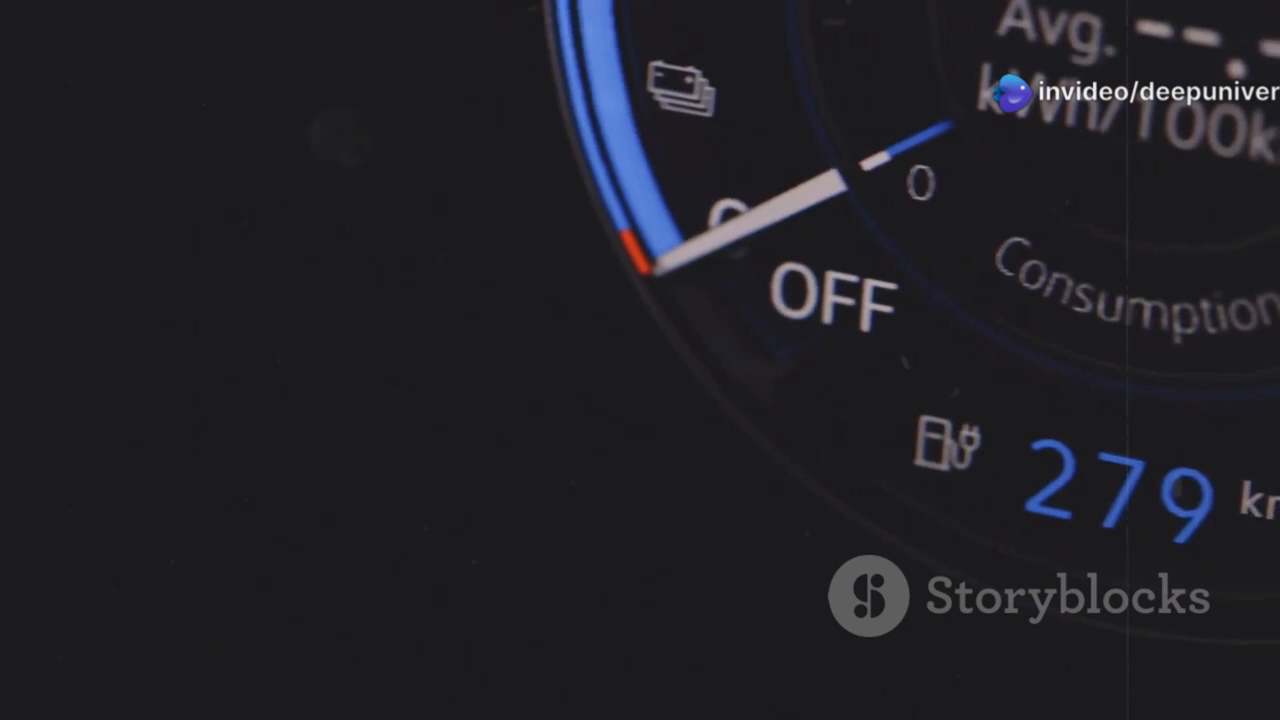 Avg. --.-
invideo/deepuniver
kWh/100k
0
OFF
Consumption
279 km
Storyblocks